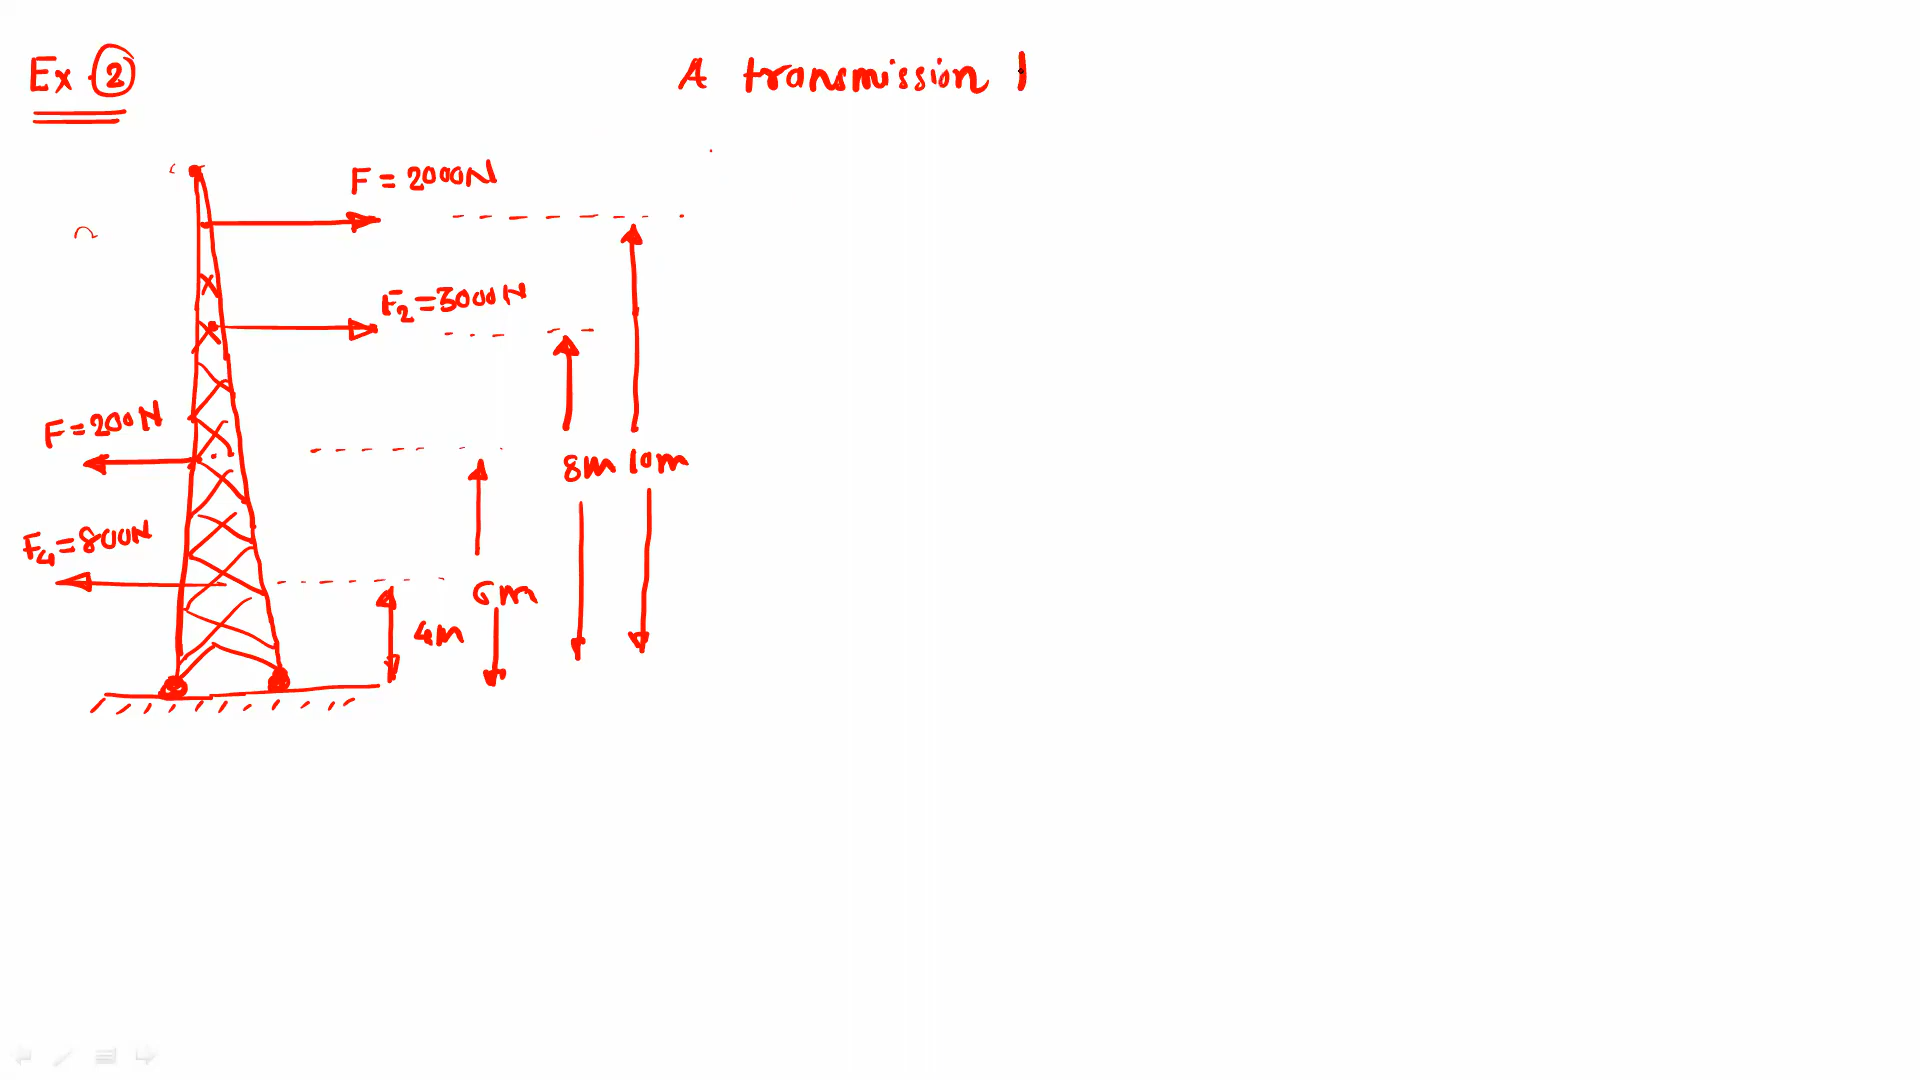 Ex. 2
A transmission l
F = 2000N
F2 = 3000N
F = 200N
8m 10m
F4 = 800N
6m
4m